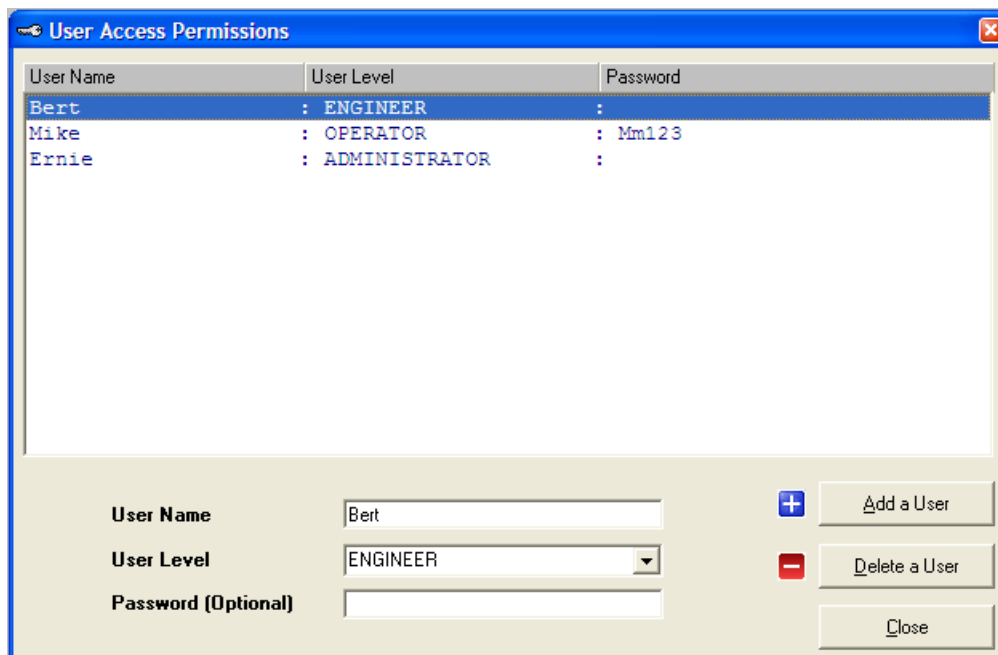 User Access Permissions
User Name User Level Password
Bert : ENGINEER :
Mike : OPERATOR : Mm123
Ernie : ADMINISTRATOR :
User Name Bert Add a User
User Level ENGINEER Delete a User
Password (Optional)
Close